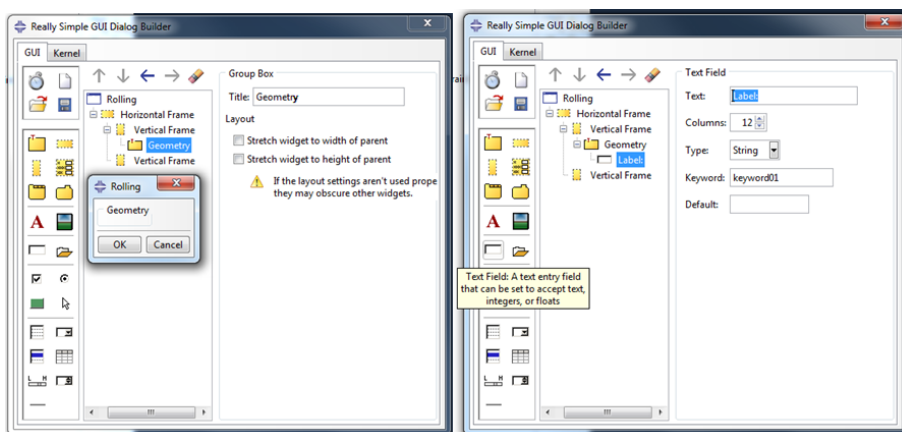 Really Simple GUI Dialog Builder
GUI Kernel
Rolling
Horizontal Frame
Vertical Frame
Geometry
Vertical Frame
Group Box
Title: Geometry
Layout
Stretch widget to width of parent
Stretch widget to height of parent
If the layout settings aren't used prope
they may obscure other widgets.
Rolling
Geometry
OK Cancel
A
L H
Really Simple GUI Dialog Builder
GUI Kernel
Rolling
Horizontal Frame
Vertical Frame
Geometry
Label:
Vertical Frame
Text Field
Text: Label:
Columns: 12
Type: String
Keyword: keyword01
Default:
A
Text Field: A text entry field
that can be set to accept text,
integers, or floats
L H